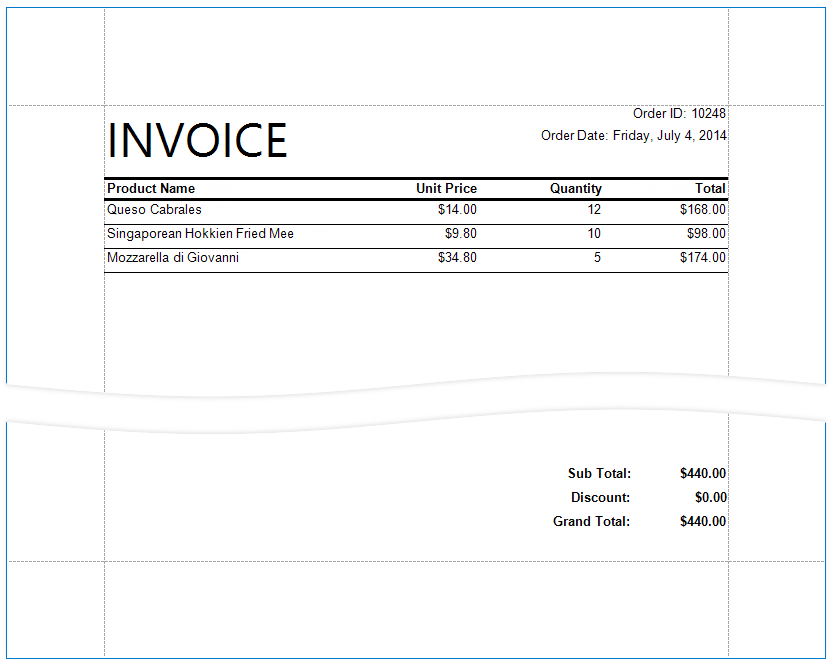 Order ID: 10248
INVOICE
Order Date: Friday, July 4, 2014
Product Name Unit Price Quantity Total
Queso Cabrales $14.00 12 $168.00
Singaporean Hokkien Fried Mee $9.80 10 $98.00
Mozzarella di Giovanni $34.80 5 $174.00
Sub Total: $440.00
Discount: $0.00
Grand Total: $440.00